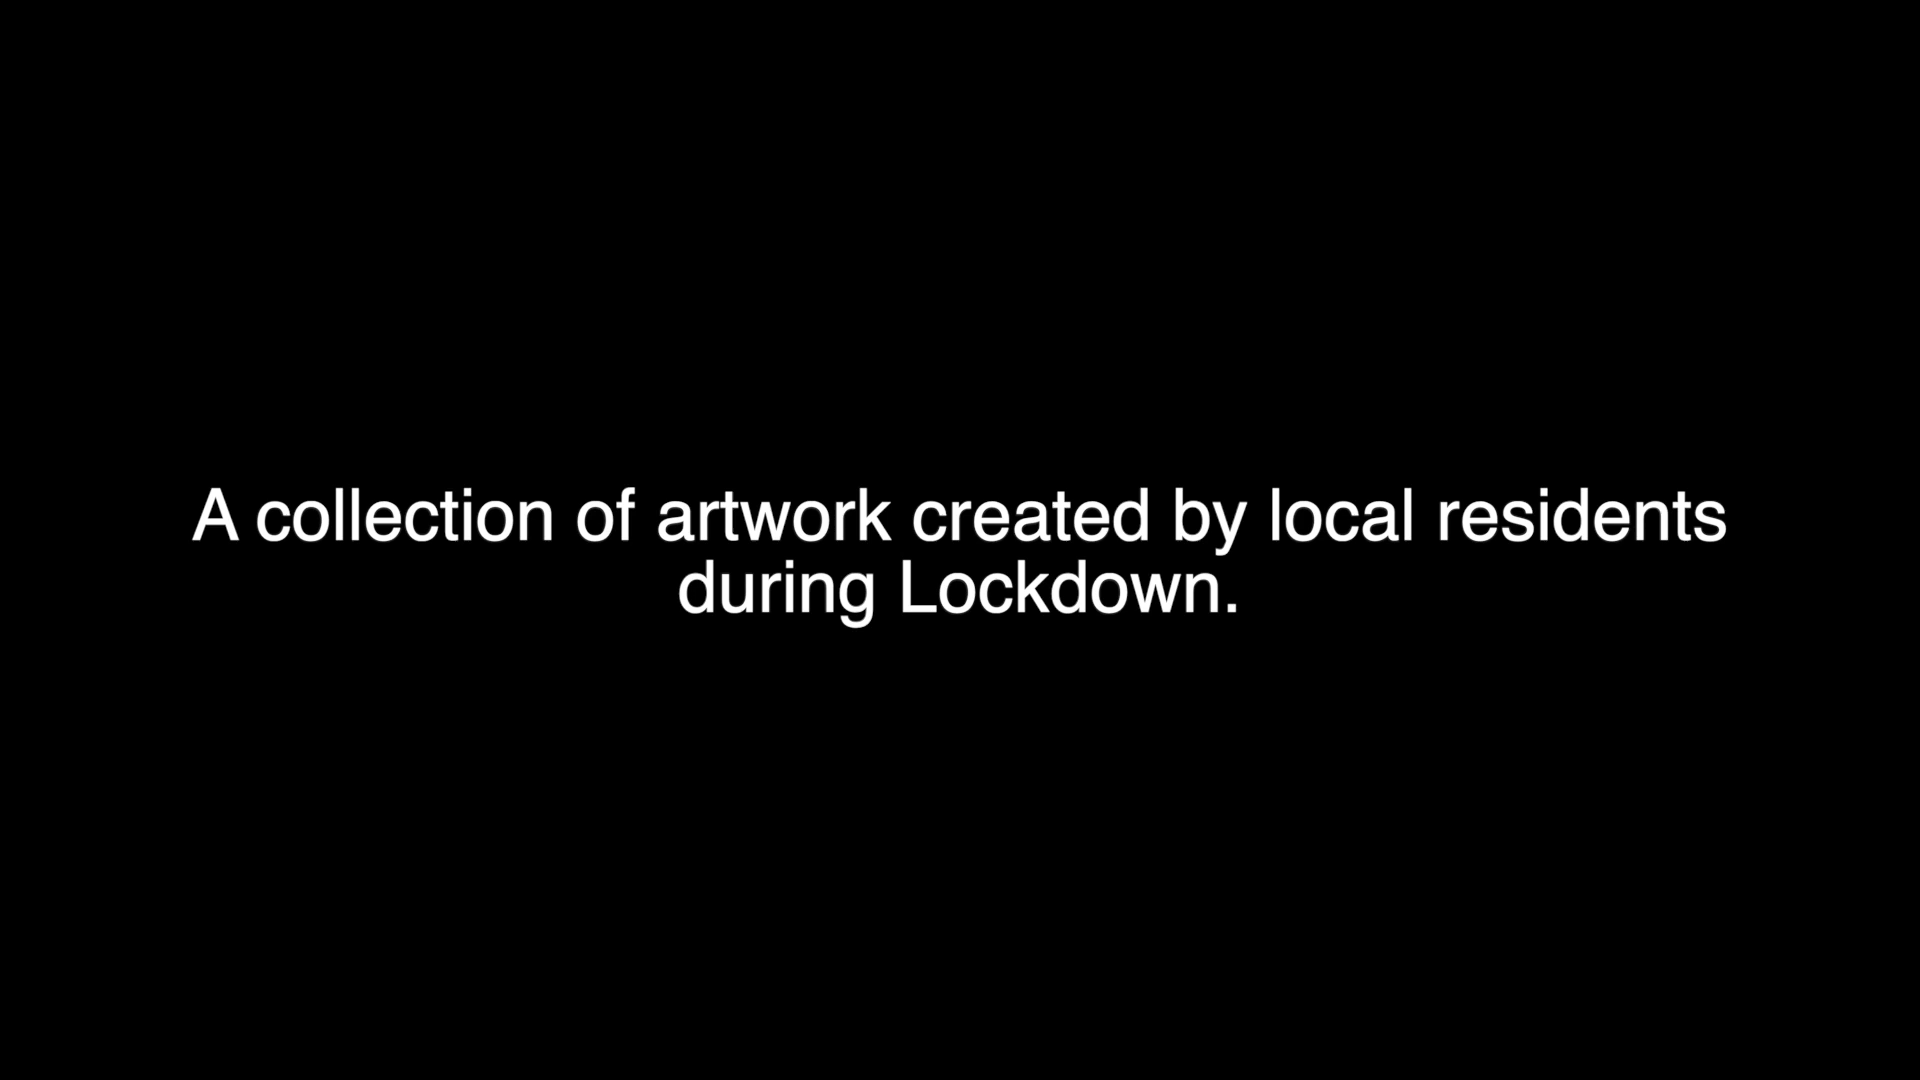 A collection of artwork created by local residents
during Lockdown.